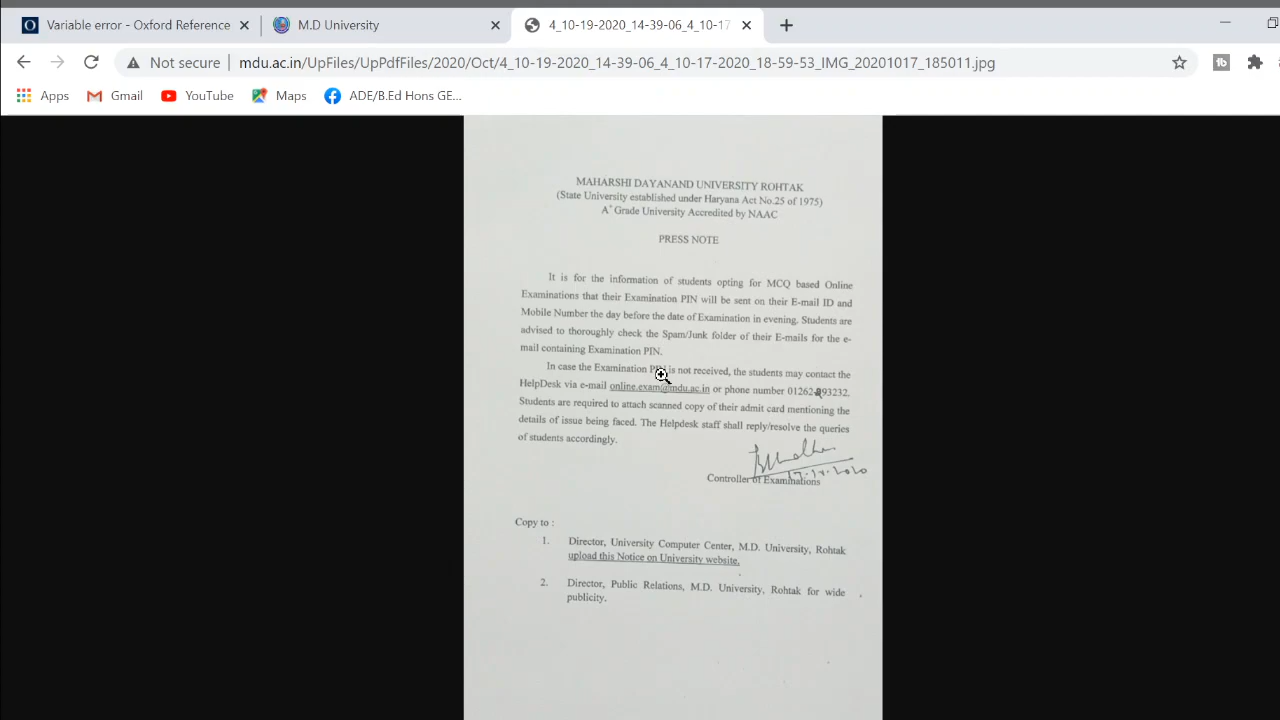 Variable error - Oxford Reference
M.D University
4_10-19-2020_14-39-06_4_10-17
Not secure
mdu.ac.in/UpFiles/UpPdfFiles/2020/Oct/4_10-19-2020_14-39-06_4_10-17-2020_18-59-53_IMG_20201017_185011.jpg
Apps
Gmail
YouTube
Maps
ADE/B.Ed Hons GE...
MAHARSHI DAYANAND UNIVERSITY ROHTAK
(State University established under Haryana Act No.25 of 1975)
A+ Grade University Accredited by NAAC
PRESS NOTE
It is for the information of students opting for MCQ based Online
Examinations that their Examination PIN will be sent on their E-mail ID and
Mobile Number the day before the date of Examination in evening. Students are
advised to thoroughly check the Spam/Junk folder of their E-mails for the e-
mail containing Examination PIN.
In case the Examination PIN is not received, the students may contact the
HelpDesk via e-mail online.exam@mdu.ac.in or phone number 01262-393232.
Students are required to attach scanned copy of their admit card mentioning the
details of issue being faced. The Helpdesk staff shall reply/resolve the queries
of students accordingly.
17.10.2020
Controller of Examinations
Copy to :
1. Director, University Computer Center, M.D. University, Rohtak
upload this Notice on University website.
2. Director, Public Relations, M.D. University, Rohtak for wide
publicity.